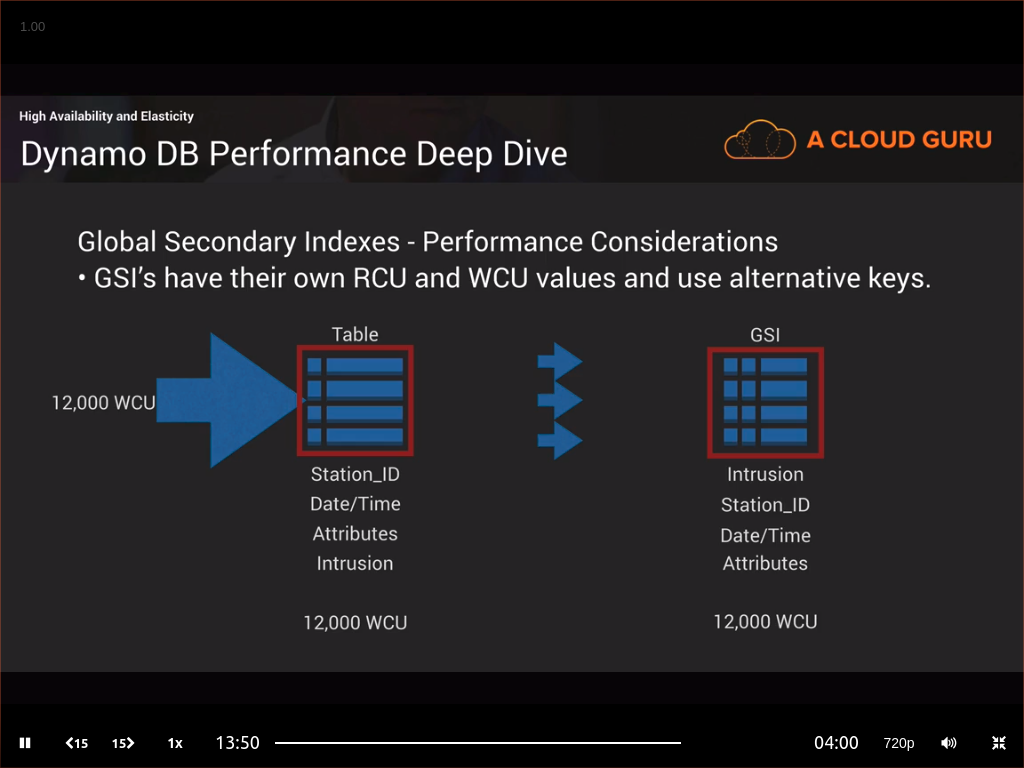 1.00
High Availability and Elasticity
Dynamo DB Performance Deep Dive
A CLOUD GURU
Global Secondary Indexes - Performance Considerations
• GSI's have their own RCU and WCU values and use alternative keys.
Table
GSI
12,000 WCU
Station_ID
Date/Time
Attributes
Intrusion
12,000 WCU
Intrusion
Station_ID
Date/Time
Attributes
12,000 WCU
15 15 1x 13:50 04:00 720p